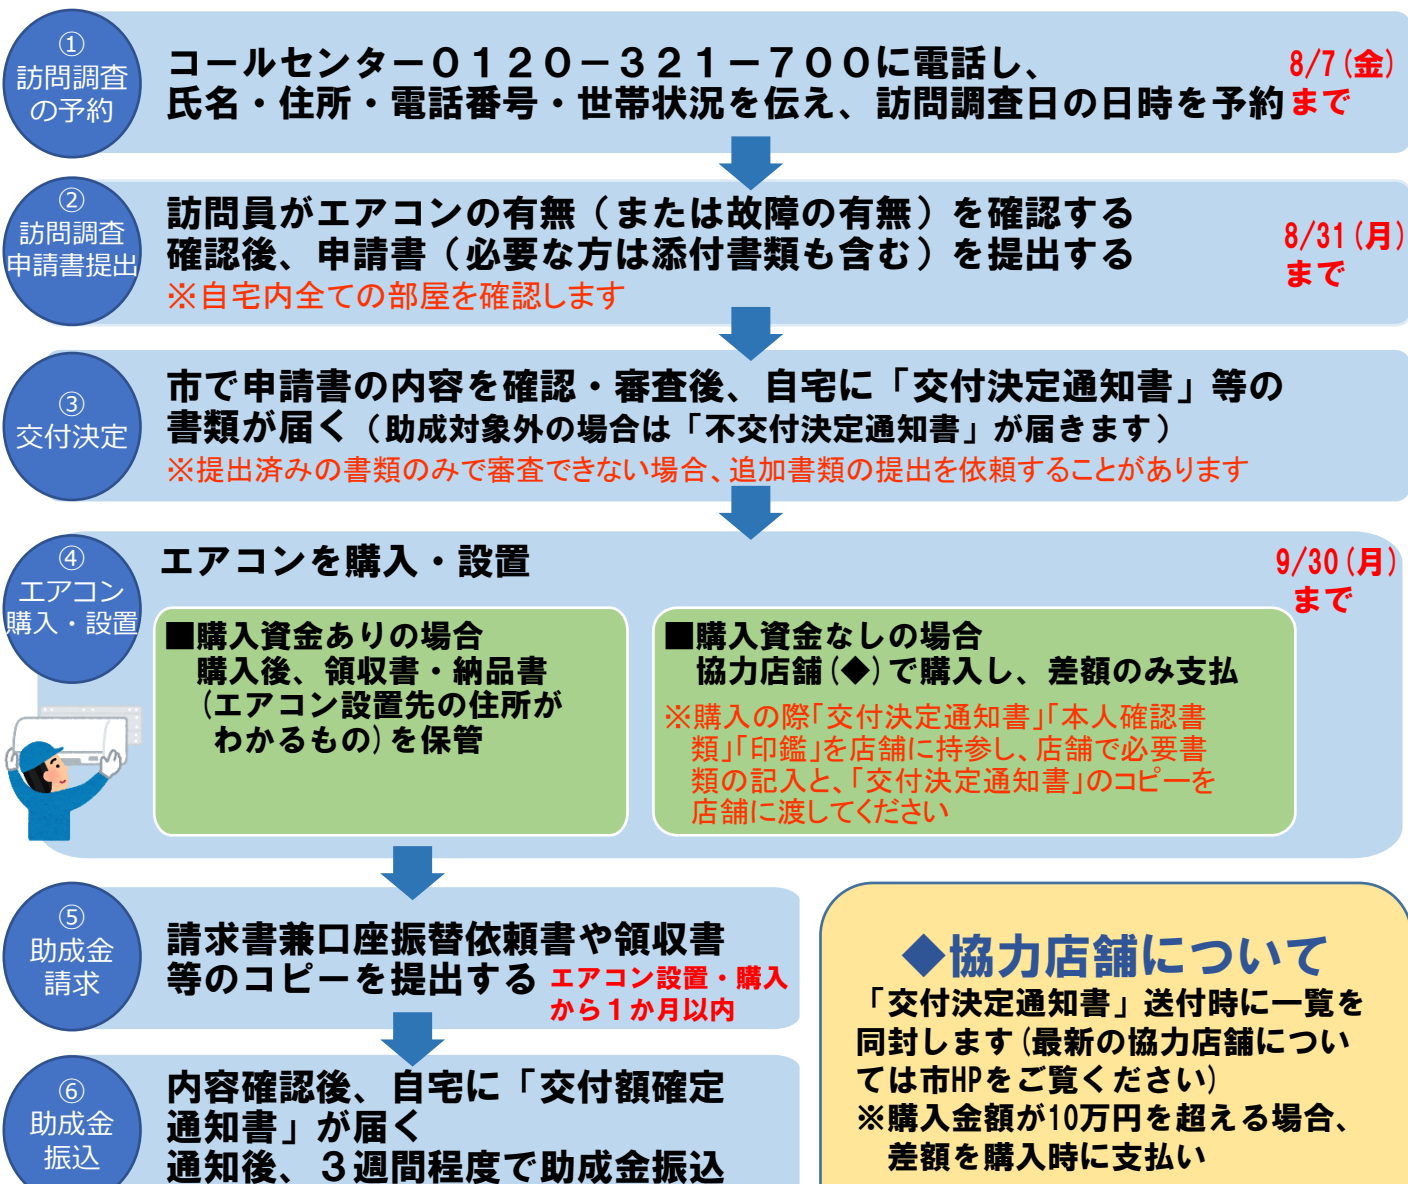 ①
訪問調査
の予約
コールセンター０１２０－３２１－７００に電話し、
氏名・住所・電話番号・世帯状況を伝え、訪問調査日の日時を予約
8/7(金)
まで
②
訪問調査
申請書提出
訪問員がエアコンの有無（または故障の有無）を確認する
確認後、申請書（必要な方は添付書類も含む）を提出する
※自宅内全ての部屋を確認します
8/31(月)
まで
③
交付決定
市で申請書の内容を確認・審査後、自宅に「交付決定通知書」等の
書類が届く（助成対象外の場合は「不交付決定通知書」が届きます）
※提出済みの書類のみで審査できない場合、追加書類の提出を依頼することがあります
④
エアコン
購入・設置
エアコンを購入・設置
9/30(月)
まで
■購入資金ありの場合
購入後、領収書・納品書
(エアコン設置先の住所が
わかるもの)を保管
■購入資金なしの場合
協力店舗(◆)で購入し、差額のみ支払
※購入の際「交付決定通知書」「本人確認書
類」「印鑑」を店舗に持参し、店舗で必要書
類の記入と、「交付決定通知書」のコピーを
店舗に渡してください
⑤
助成金
請求
請求書兼口座振替依頼書や領収書
等のコピーを提出する
エアコン設置・購入
から１か月以内
⑥
助成金
振込
内容確認後、自宅に「交付額確定
通知書」が届く
通知後、３週間程度で助成金振込
◆協力店舗について
「交付決定通知書」送付時に一覧を
同封します(最新の協力店舗につい
ては市HPをご覧ください)
※購入金額が10万円を超える場合、
差額を購入時に支払い